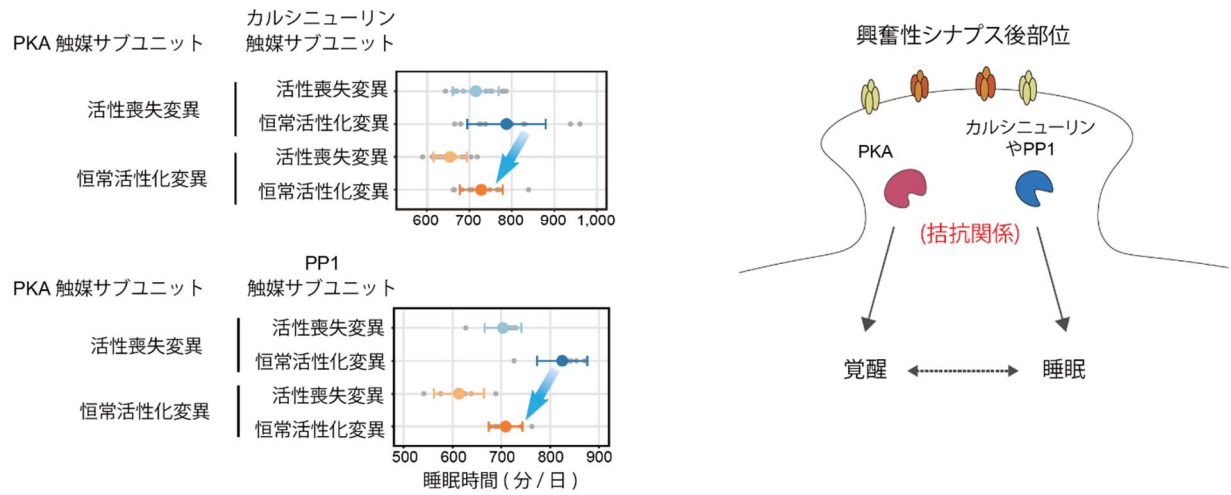 カルシニューリン
PKA 触媒サブユニット 触媒サブユニット
活性喪失変異 活性喪失変異
恒常活性化変異
恒常活性化変異 活性喪失変異
恒常活性化変異
600 700 800 900 1,000
PP1
PKA 触媒サブユニット 触媒サブユニット
活性喪失変異 活性喪失変異
恒常活性化変異
恒常活性化変異 活性喪失変異
恒常活性化変異
500 600 700 800 900
睡眠時間 ( 分 / 日 )
興奮性シナプス後部位
カルシニューリン
やPP1
PKA
(拮抗関係)
覚醒 睡眠